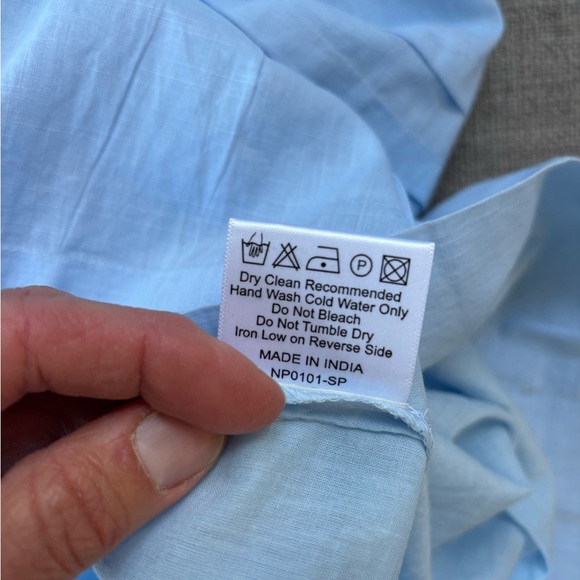 P
Dry Clean Recommended
Hand Wash Cold Water Only
Do Not Bleach
Do Not Tumble Dry
Iron Low on Reverse Side
MADE IN INDIA
NP0101-SP